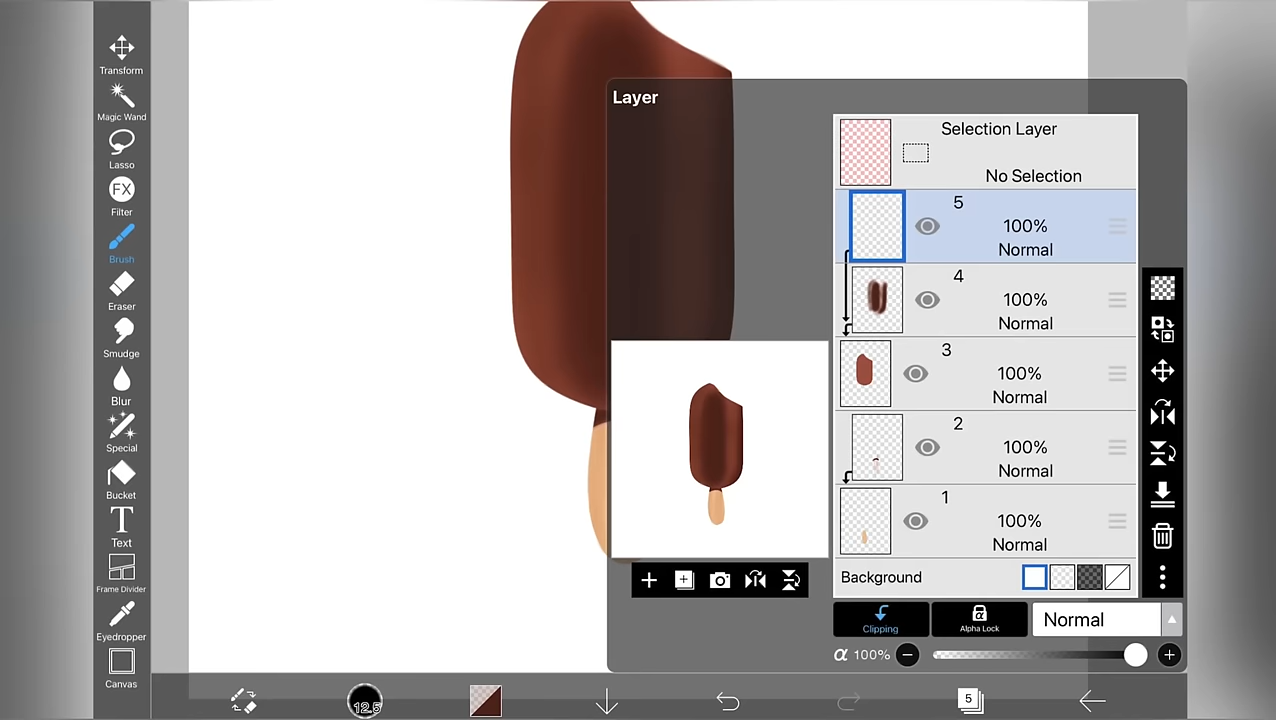 Transform
Magic Wand
Lasso
FX
Filter
Brush
Eraser
Smudge
Blur
Special
Bucket
T
Text
Frame Divider
Eyedropper
Canvas
Layer
Selection Layer
No Selection
5
100%
Normal
4
100%
Normal
3
100%
Normal
2
100%
Normal
1
100%
Normal
Background
Clipping
α
Alpha Lock
Normal
α 100%
12.5
5